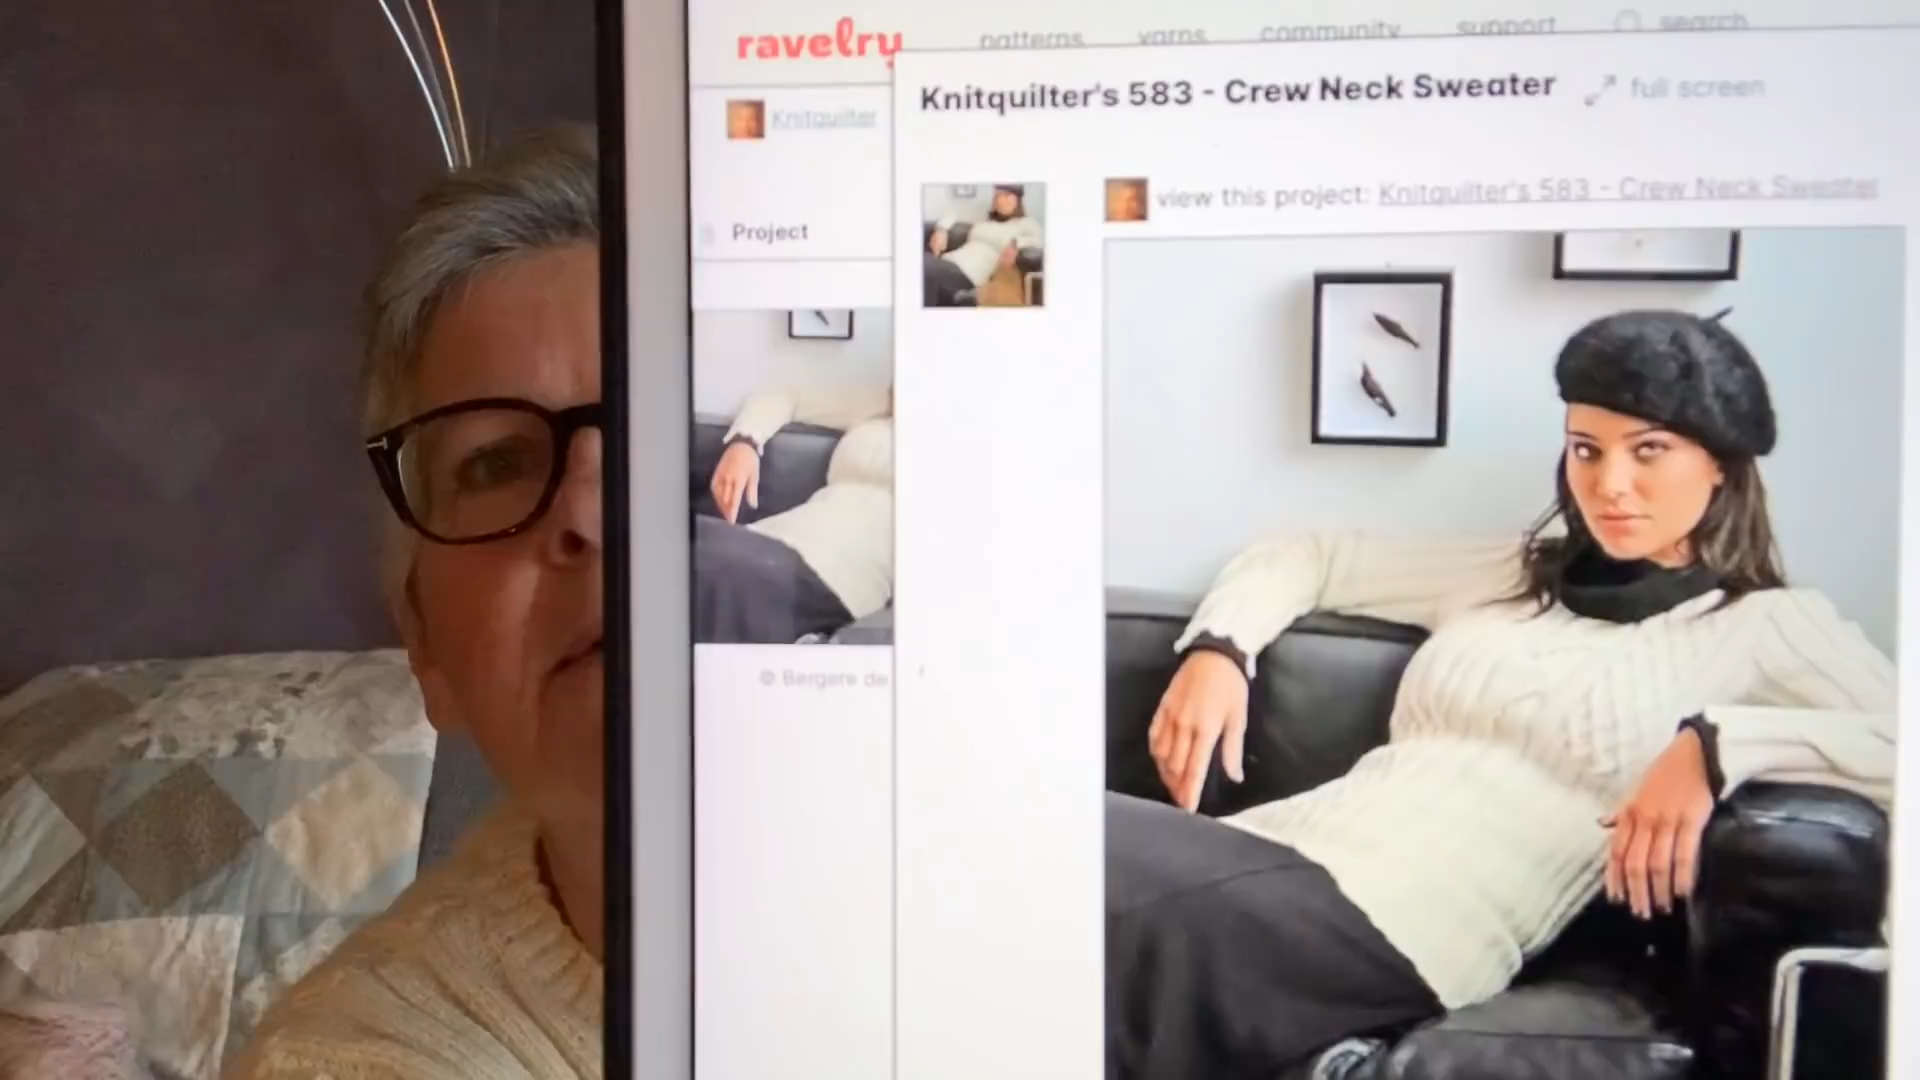 ravelry
patterns yarns community support search
Knitquilter's 583 - Crew Neck Sweater full screen
Knitquilter
view this project: Knitquilter's 583 - Crew Neck Sweater
Project
© Bergere de